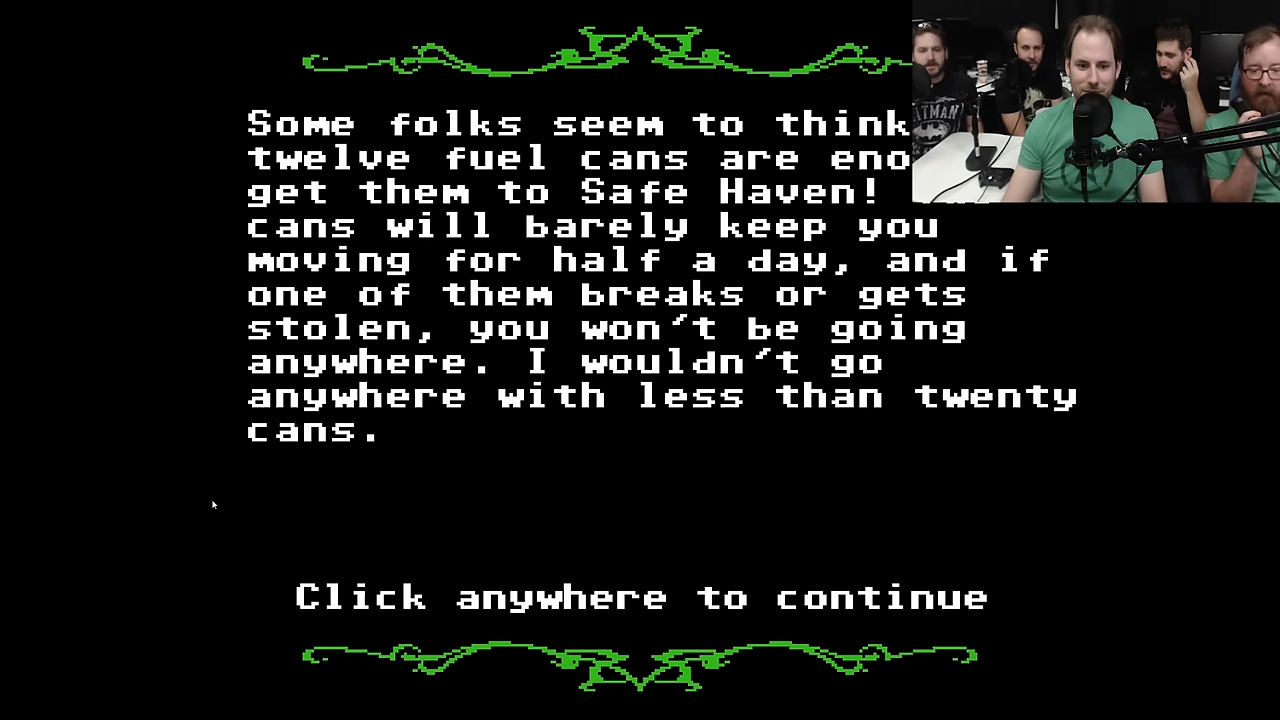 Some folks seem to think
twelve fuel cans are eno
get them to Safe Haven!
cans will barely keep you
moving for half a day, and if
one of them breaks or gets
stolen, you won't be going
anywhere. I wouldn't go
anywhere with less than twenty
cans.
Click anywhere to continue